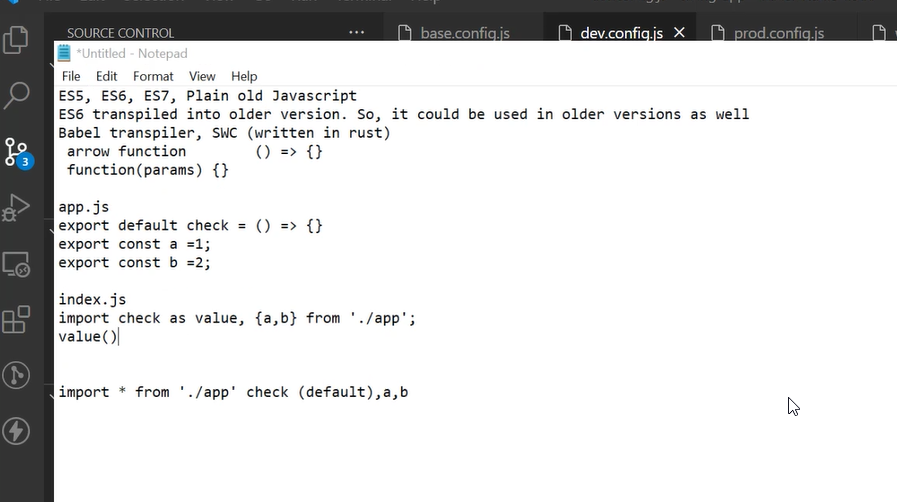 SOURCE CONTROL
base.config.js
dev.config.js
prod.config.js
*Untitled - Notepad
File Edit Format View Help
ES5, ES6, ES7, Plain old Javascript
ES6 transpiled into older version. So, it could be used in older versions as well
Babel transpiler, SWC (written in rust)
arrow function () => {}
function(params) {}
app.js
export default check = () => {}
export const a =1;
export const b =2;
index.js
import check as value, {a,b} from './app';
value()
import * from './app' check (default),a,b
3